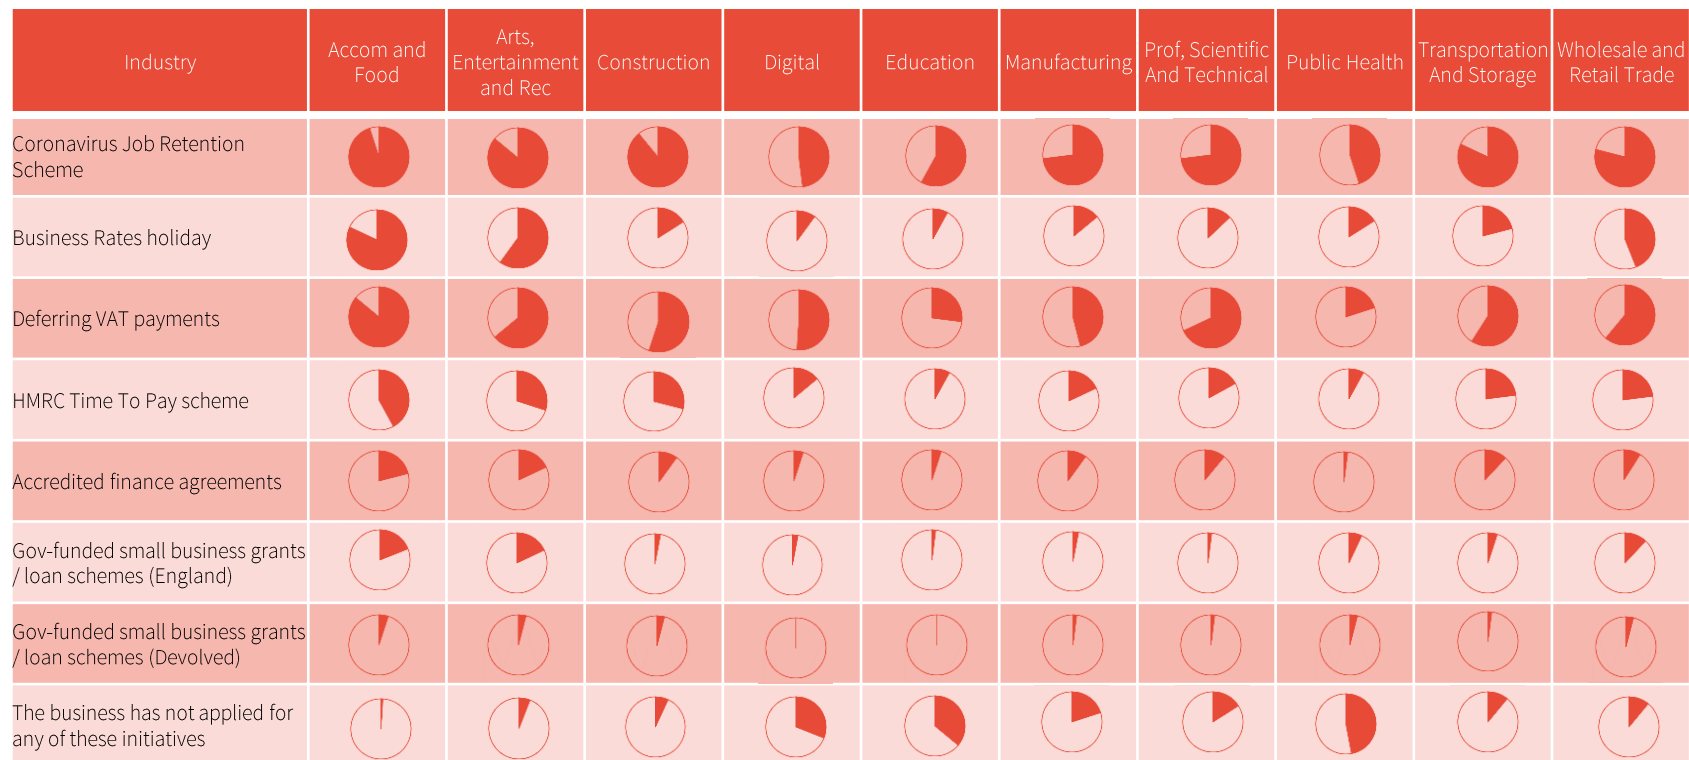 Industry
Accom and
Food
Arts,
Entertainment
and Rec
Construction
Digital
Education
Manufacturing
Prof, Scientific
And Technical
Public Health
Transportation
And Storage
Wholesale and
Retail Trade
Coronavirus Job Retention
Scheme
Business Rates holiday
Deferring VAT payments
HMRC Time To Pay scheme
Accredited finance agreements
Gov-funded small business grants
/ loan schemes (England)
Gov-funded small business grants
/ loan schemes (Devolved)
The business has not applied for
any of these initiatives